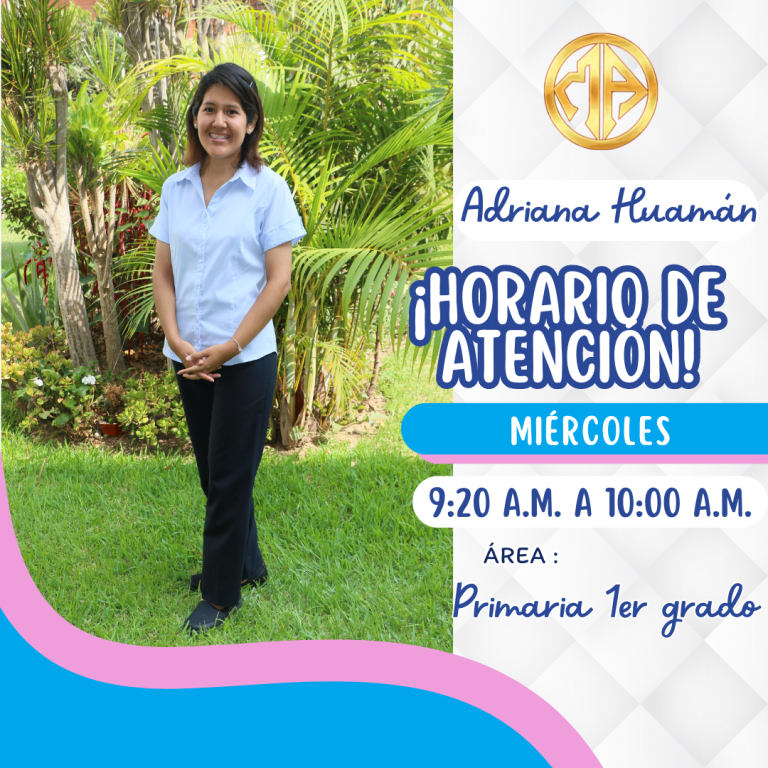 Adriana Huamán
¡HORARIO DE
ATENCIÓN!
MIÉRCOLES
9:20 A.M. A 10:00 A.M.
ÁREA :
Primaria 1er grado